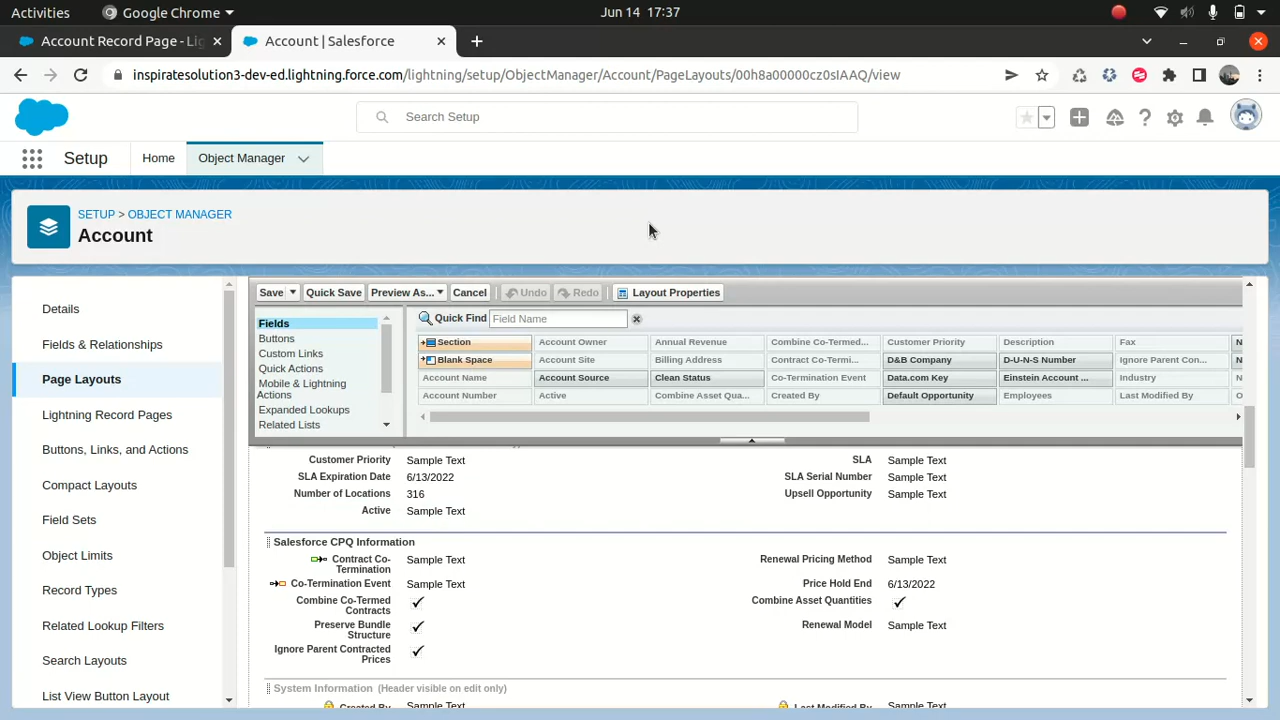 Activities Google Chrome Jun 14 17:37
Account Record Page - Lig Account | Salesforce
inspiratesolution3-dev-ed.lightning.force.com/lightning/setup/ObjectManager/Account/PageLayouts/00h8a00000cz0sIAAQ/view
Search Setup
Setup Home Object Manager
SETUP > OBJECT MANAGER
Account
Details
Fields & Relationships
Page Layouts
Lightning Record Pages
Buttons, Links, and Actions
Compact Layouts
Field Sets
Object Limits
Record Types
Related Lookup Filters
Search Layouts
List View Button Layout
Save Quick Save Preview As... Cancel Undo Redo Layout Properties
Fields
Buttons
Custom Links
Quick Actions
Mobile & Lightning
Actions
Expanded Lookups
Related Lists
Quick Find Field Name
Section Account Owner Annual Revenue Combine Co-Termed... Customer Priority Description Fax N
Blank Space Account Site Billing Address Contract Co-Termi... D&B Company D-U-N-S Number Ignore Parent Con... N
Account Name Account Source Clean Status Co-Termination Event Data.com Key Einstein Account ... Industry N
Account Number Active Combine Asset Qua... Created By Default Opportunity Employees Last Modified By O
Customer Priority Sample Text SLA Sample Text
SLA Expiration Date 6/13/2022 SLA Serial Number Sample Text
Number of Locations 316 Upsell Opportunity Sample Text
Active Sample Text
Salesforce CPQ Information
Contract Co-
Termination Sample Text Renewal Pricing Method Sample Text
Co-Termination Event Sample Text Price Hold End 6/13/2022
Combine Co-Termed
Contracts Combine Asset Quantities
Preserve Bundle
Structure Renewal Model Sample Text
Ignore Parent Contracted
Prices
System Information (Header visible on edit only)
Created By Sample Text Last Modified By Sample Text